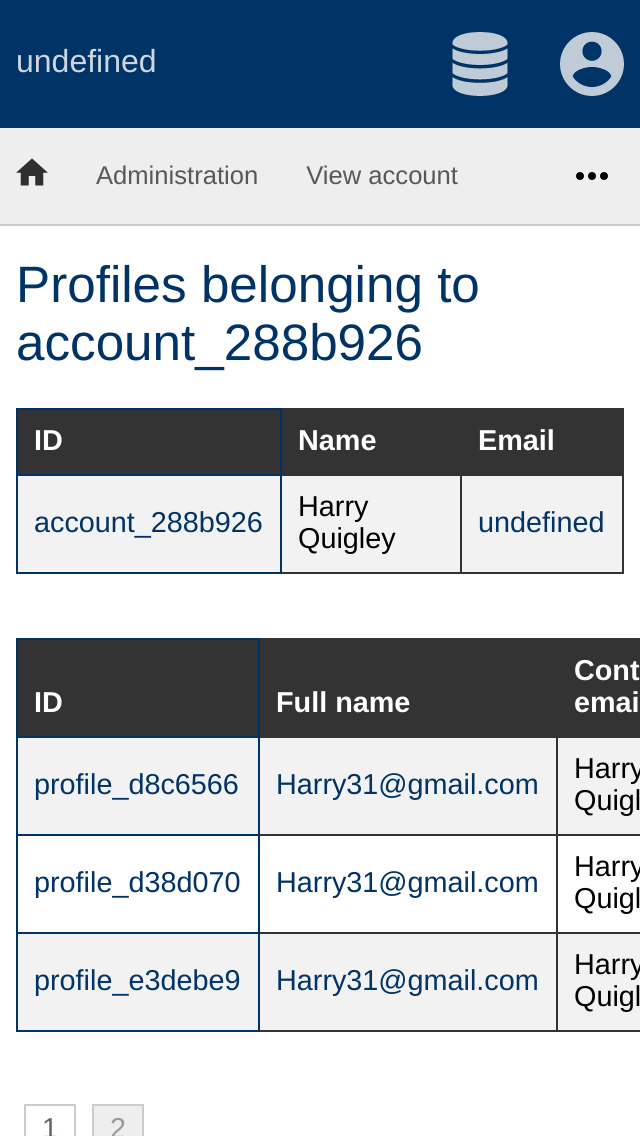 undefined
Administration View account
Profiles belonging to
account_288b926
ID Name Email
account_288b926 Harry Quigley undefined
ID Full name Cont
emai
profile_d8c6566 Harry31@gmail.com Harry
Quigl
profile_d38d070 Harry31@gmail.com Harry
Quigl
profile_e3debe9 Harry31@gmail.com Harry
Quigl
1 2